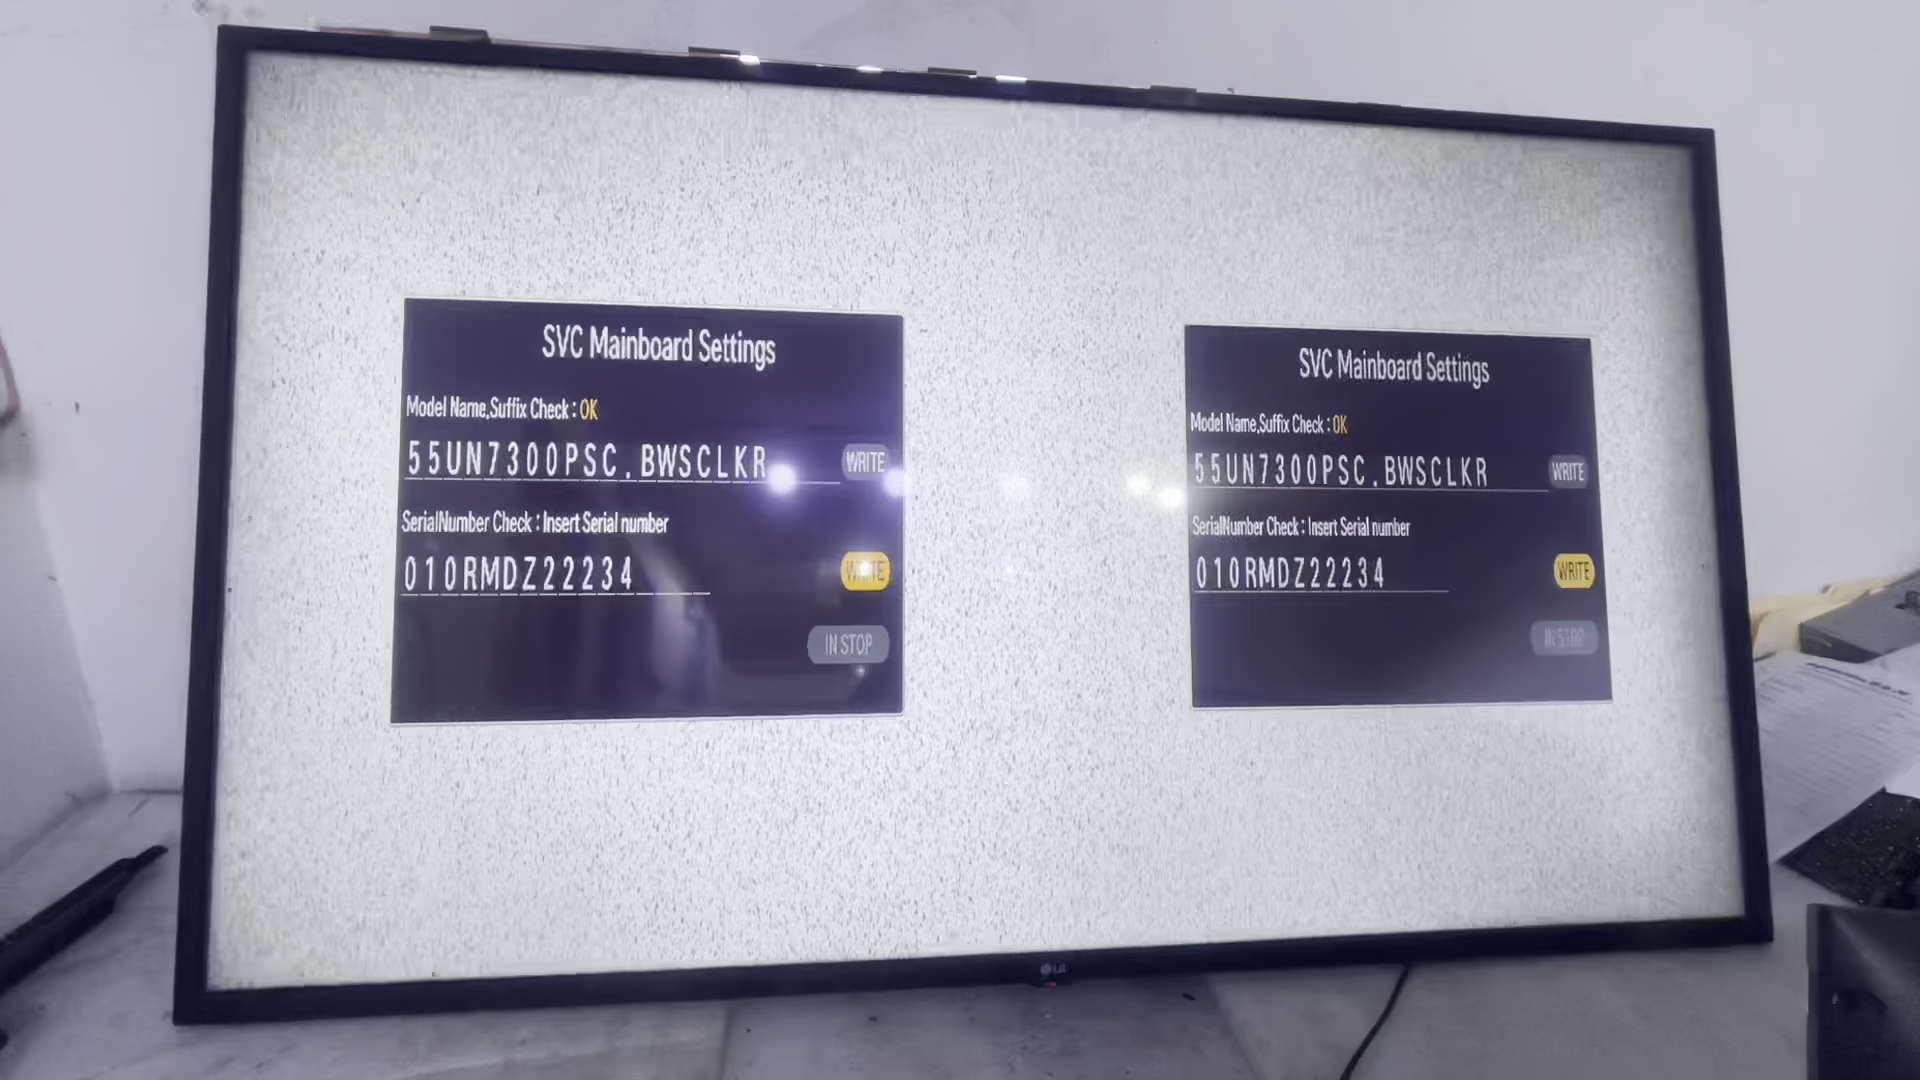 SVC Mainboard Settings
Model Name,Suffix Check : OK
55UN7300PSC.BWSCLKR WRITE
SerialNumber Check : Insert Serial number
010RMDZ22234 WRITE
IN STOP
SVC Mainboard Settings
Model Name,Suffix Check : OK
55UN7300PSC.BWSCLKR WRITE
SerialNumber Check : Insert Serial number
010RMDZ22234 WRITE
IN STOP
LG